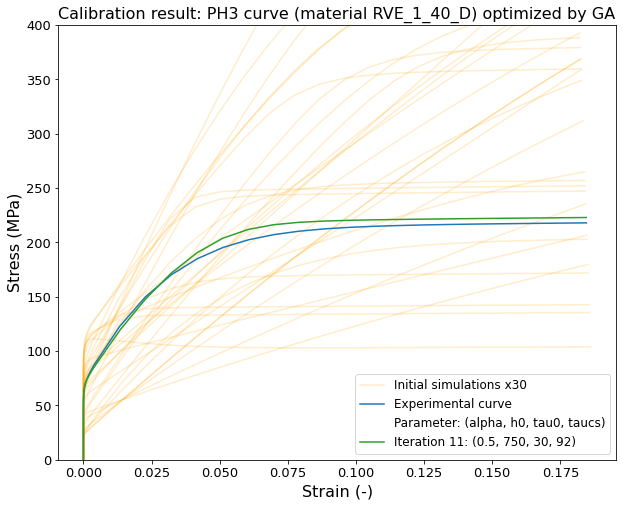 Calibration result: PH3 curve (material RVE_1_40_D) optimized by GA
400
350
300
250
200
150
100
50
0
Stress (MPa)
0.000 0.025 0.050 0.075 0.100 0.125 0.150 0.175
Strain (-)
Initial simulations x30
Experimental curve
Parameter: (alpha, h0, tau0, taucs)
Iteration 11: (0.5, 750, 30, 92)